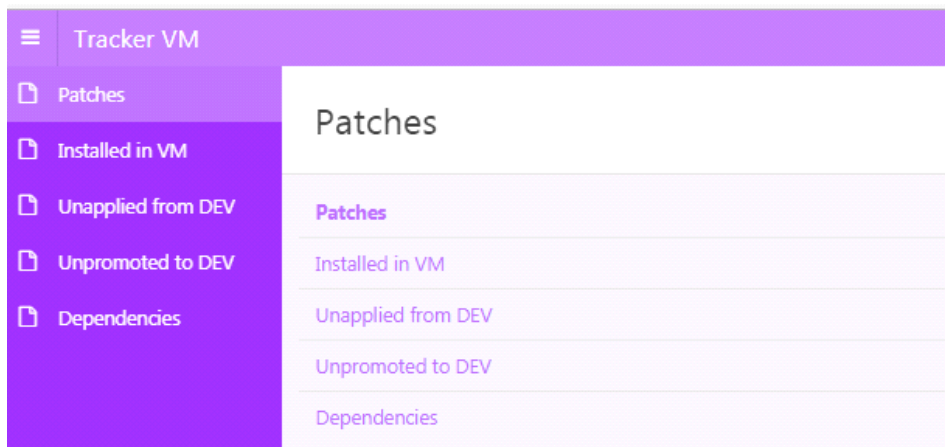 Tracker VM
Patches
Installed in VM
Unapplied from DEV
Unpromoted to DEV
Dependencies
Patches
Patches
Installed in VM
Unapplied from DEV
Unpromoted to DEV
Dependencies